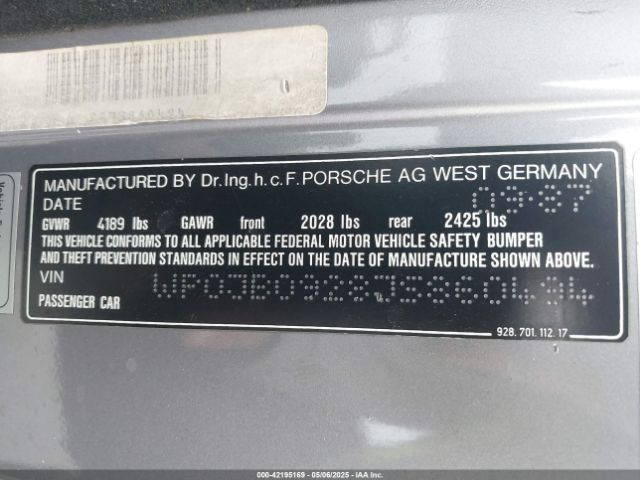 MANUFACTURED BY Dr. Ing. h. c. F. PORSCHE AG WEST GERMANY
DATE 09-87
GVWR 4189 lbs GAWR front 2028 lbs rear 2425 lbs
THIS VEHICLE CONFORMS TO ALL APPLICABLE FEDERAL MOTOR VEHICLE SAFETY BUMPER
AND THEFT PREVENTION STANDARDS IN EFFECT ON THE DATE OF MANUFACTURE SHOWN ABOVE.
VIN WP0JB0928JS860494
PASSENGER CAR
928. 701. 112. 17
000-42195169 - 05/06/2025 - IAAI, Inc.